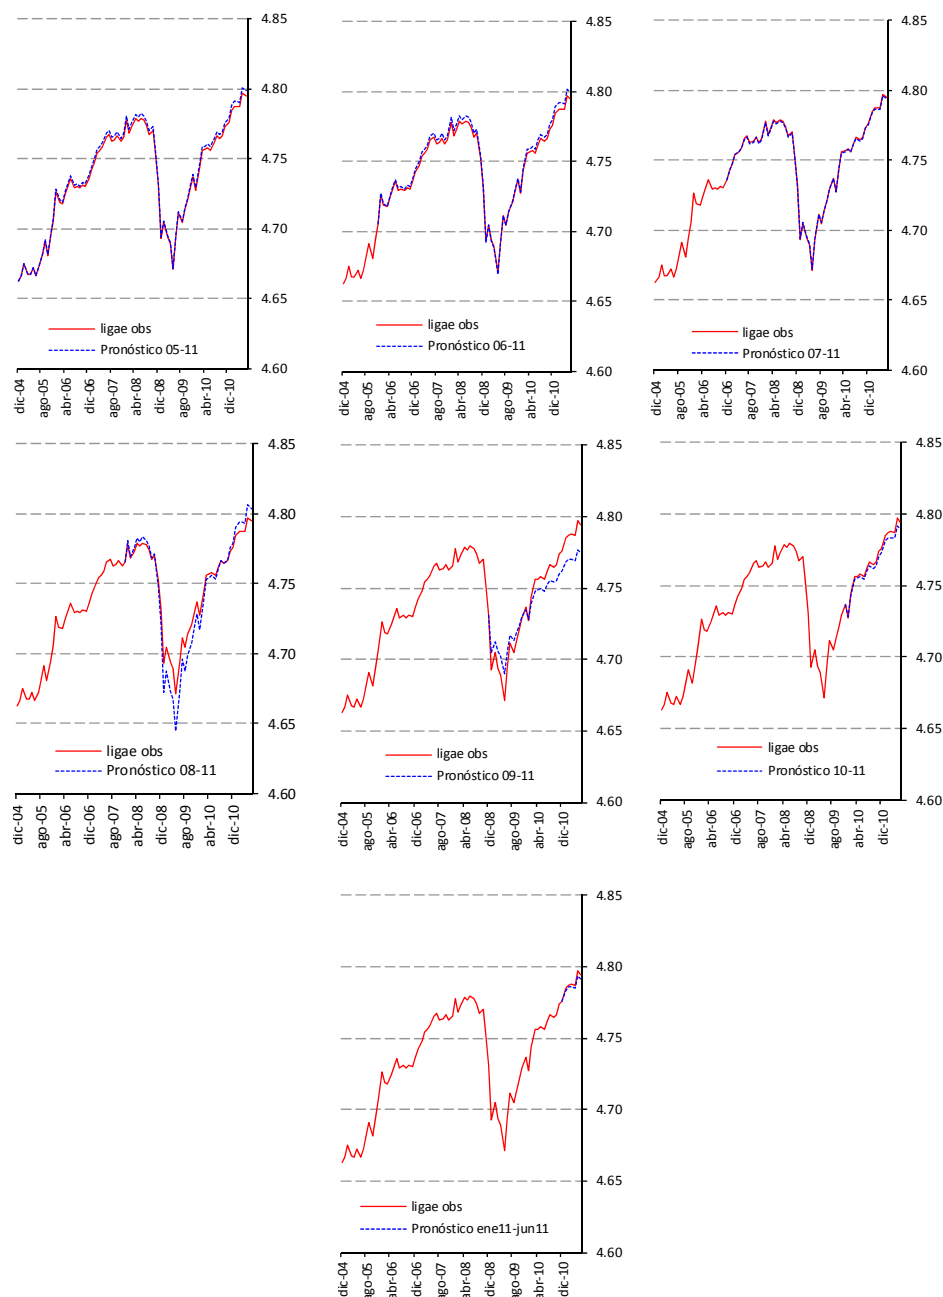 4.85
4.80
4.75
4.70
4.65
4.60
ligae obs
Pronóstico 05-11
dic-04
ago-05
abr-06
dic-06
ago-07
abr-08
dic-08
ago-09
abr-10
dic-10
4.85
4.80
4.75
4.70
4.65
4.60
ligae obs
Pronóstico 06-11
dic-04
ago-05
abr-06
dic-06
ago-07
abr-08
dic-08
ago-09
abr-10
dic-10
4.85
4.80
4.75
4.70
4.65
4.60
ligae obs
Pronóstico 07-11
dic-04
ago-05
abr-06
dic-06
ago-07
abr-08
dic-08
ago-09
abr-10
dic-10
4.85
4.80
4.75
4.70
4.65
4.60
ligae obs
Pronóstico 08-11
dic-04
ago-05
abr-06
dic-06
ago-07
abr-08
dic-08
ago-09
abr-10
dic-10
4.85
4.80
4.75
4.70
4.65
4.60
ligae obs
Pronóstico 09-11
dic-04
ago-05
abr-06
dic-06
ago-07
abr-08
dic-08
ago-09
abr-10
dic-10
4.85
4.80
4.75
4.70
4.65
4.60
ligae obs
Pronóstico 10-11
dic-04
ago-05
abr-06
dic-06
ago-07
abr-08
dic-08
ago-09
abr-10
dic-10
4.85
4.80
4.75
4.70
4.65
4.60
ligae obs
Pronóstico ene11-jun11
dic-04
ago-05
abr-06
dic-06
ago-07
abr-08
dic-08
ago-09
abr-10
dic-10